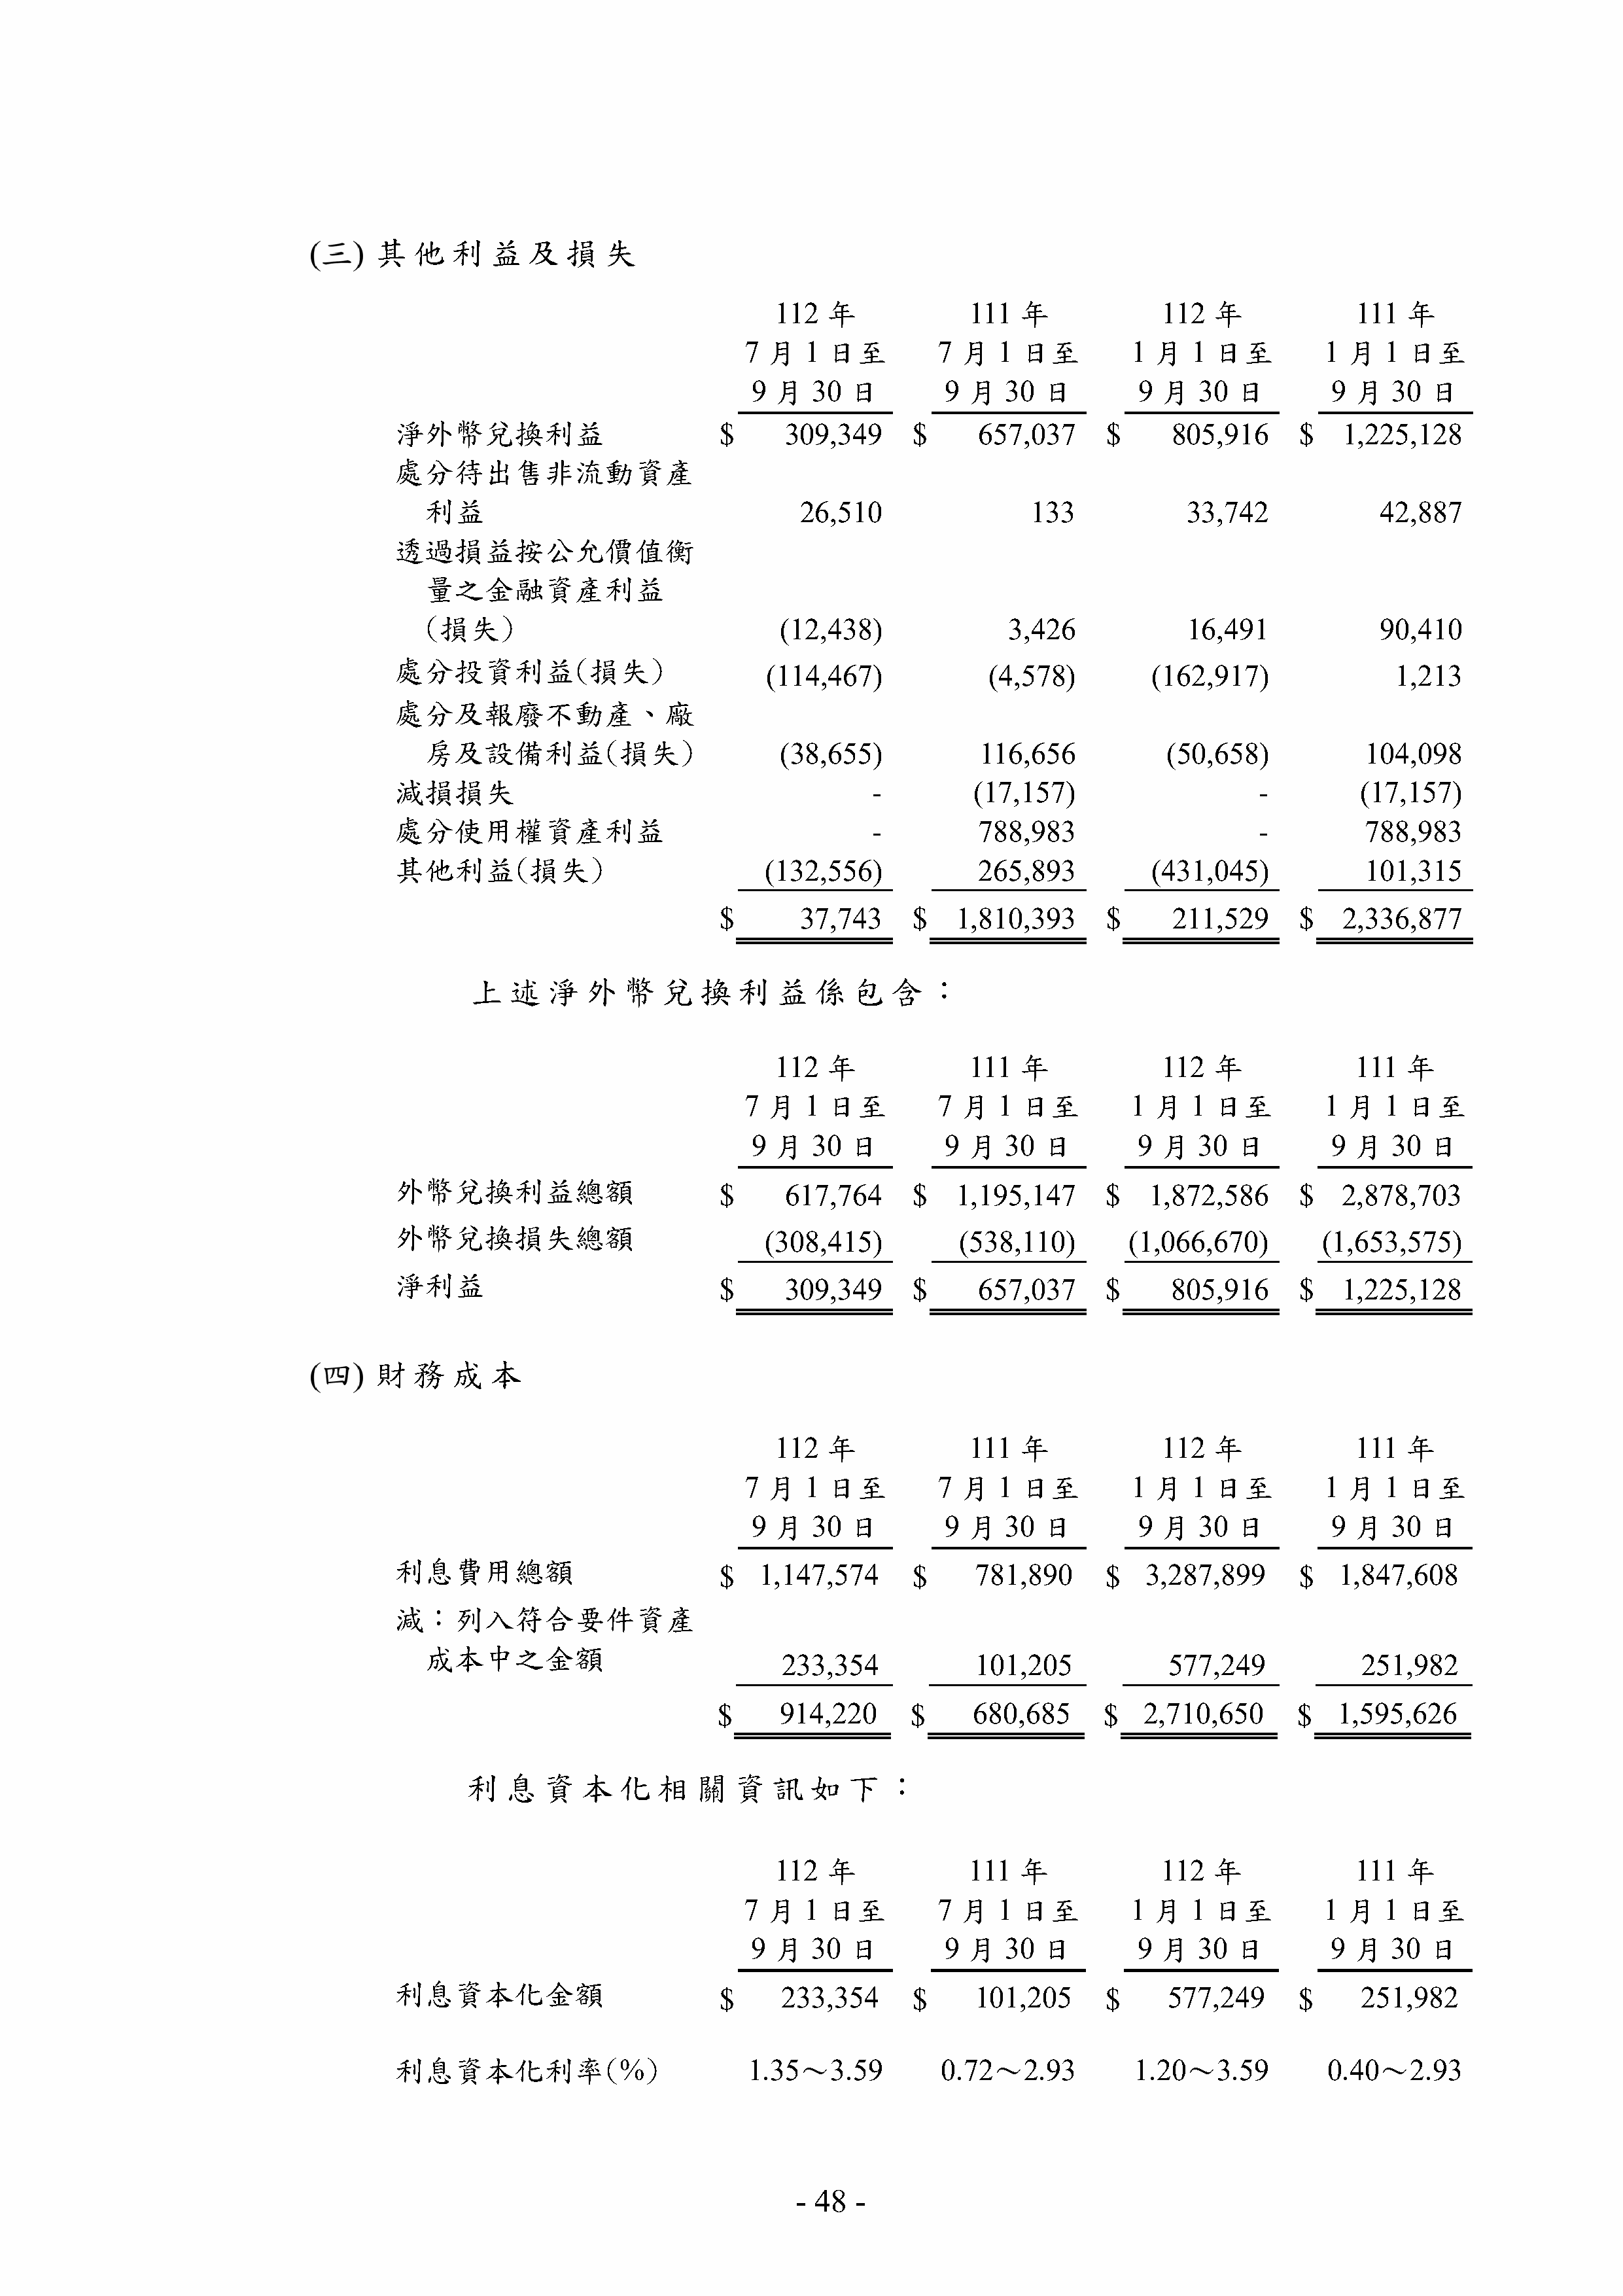 (三) 其他利益及損失
112 年 111 年 112 年 111 年
7 月 1 日至 7 月 1 日至 1 月 1 日至 1 月 1 日至
9 月 30 日 9 月 30 日 9 月 30 日 9 月 30 日
淨外幣兌換利益 $ 309,349 $ 657,037 $ 805,916 $ 1,225,128
處分待出售非流動資產
利益 26,510 133 33,742 42,887
透過損益按公允價值衡
量之金融資產利益
(損失) (12,438) 3,426 16,491 90,410
處分投資利益(損失) (114,467) (4,578) (162,917) 1,213
處分及報廢不動產、廠
房及設備利益(損失) (38,655) 116,656 (50,658) 104,098
減損損失 - (17,157) - (17,157)
處分使用權資產利益 - 788,983 - 788,983
其他利益(損失) (132,556) 265,893 (431,045) 101,315
$ 37,743 $ 1,810,393 $ 211,529 $ 2,336,877
上述淨外幣兌換利益係包含：
112 年 111 年 112 年 111 年
7 月 1 日至 7 月 1 日至 1 月 1 日至 1 月 1 日至
9 月 30 日 9 月 30 日 9 月 30 日 9 月 30 日
外幣兌換利益總額 $ 617,764 $ 1,195,147 $ 1,872,586 $ 2,878,703
外幣兌換損失總額 (308,415) (538,110) (1,066,670) (1,653,575)
淨利益 $ 309,349 $ 657,037 $ 805,916 $ 1,225,128
(四) 財務成本
112 年 111 年 112 年 111 年
7 月 1 日至 7 月 1 日至 1 月 1 日至 1 月 1 日至
9 月 30 日 9 月 30 日 9 月 30 日 9 月 30 日
利息費用總額 $ 1,147,574 $ 781,890 $ 3,287,899 $ 1,847,608
減：列入符合要件資產
成本中之金額 233,354 101,205 577,249 251,982
$ 914,220 $ 680,685 $ 2,710,650 $ 1,595,626
利息資本化相關資訊如下：
112 年 111 年 112 年 111 年
7 月 1 日至 7 月 1 日至 1 月 1 日至 1 月 1 日至
9 月 30 日 9 月 30 日 9 月 30 日 9 月 30 日
利息資本化金額 $ 233,354 $ 101,205 $ 577,249 $ 251,982
利息資本化利率(%) 1.35～3.59 0.72～2.93 1.20～3.59 0.40～2.93
- 48 -